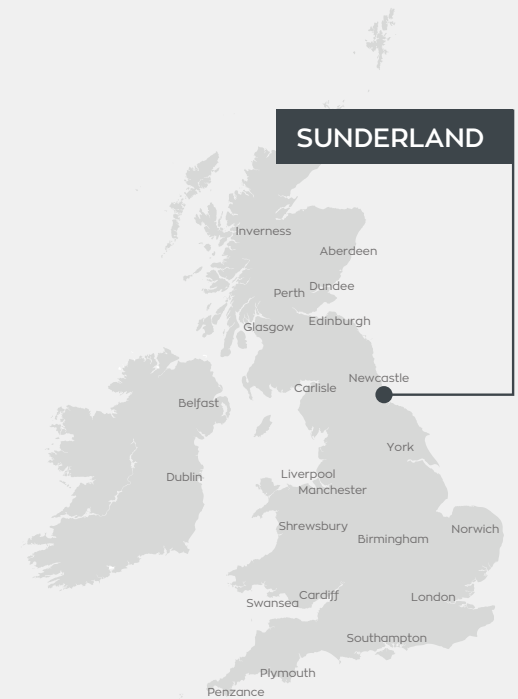 SUNDERLAND
Inverness
Aberdeen
Dundee
Perth
Edinburgh
Glasgow
Newcastle
Carlisle
Belfast
York
Liverpool
Dublin
Manchester
Shrewsbury
Norwich
Birmingham
Cardiff
London
Swansea
Southampton
Plymouth
Penzance